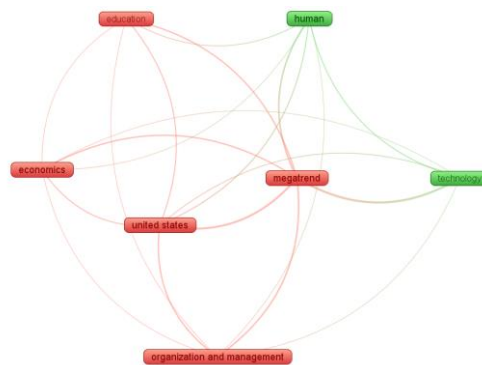 education
human
economics
megatrend
technology
united states
organization and management